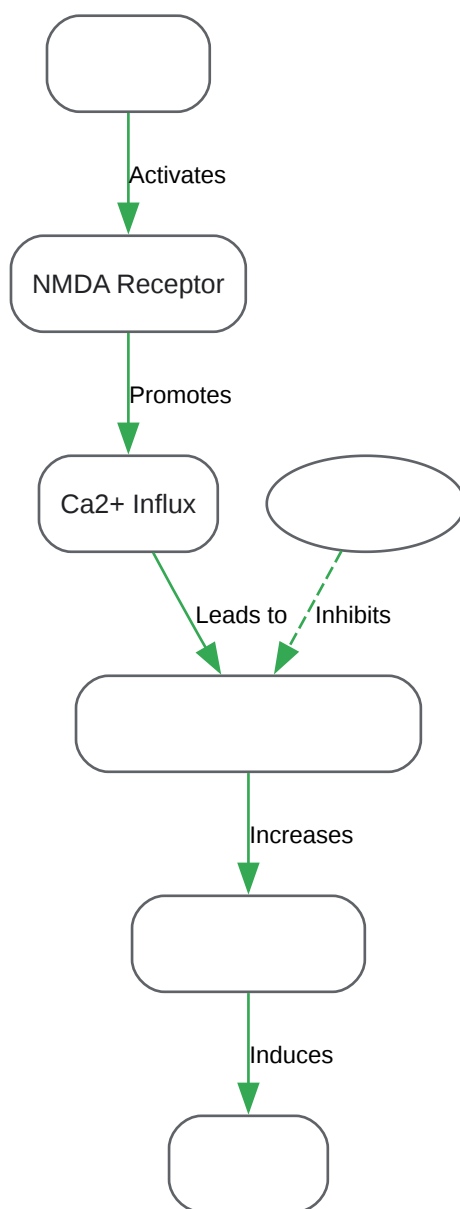 Activates
NMDA Receptor
Promotes
Ca2+ Influx
Leads to
Inhibits
Increases
Induces